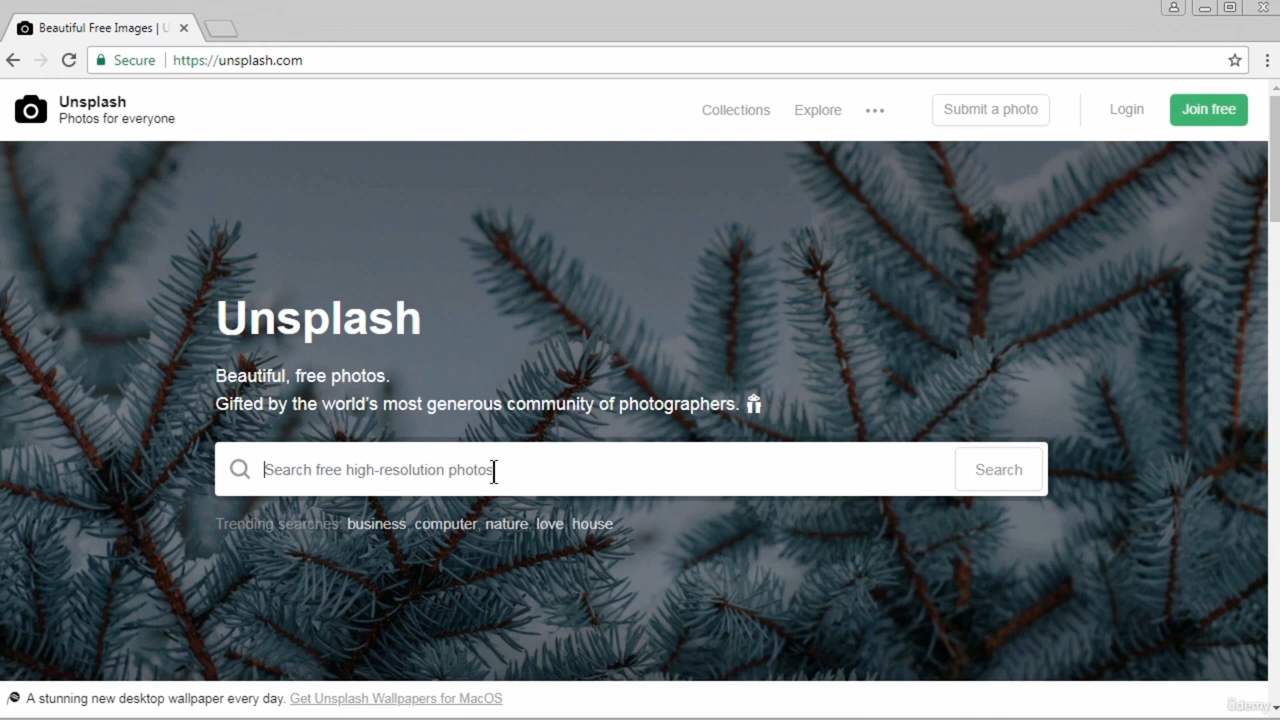 Beautiful Free Images | U
Secure
https://unsplash.com
Unsplash
Photos for everyone
Collections
Explore
•••
Submit a photo
Login
Join free
Unsplash
Beautiful, free photos.
Gifted by the world's most generous community of photographers.
Search free high-resolution photos
Search
Trending searches: business, computer, nature, love, house
A stunning new desktop wallpaper every day. Get Unsplash Wallpapers for MacOS
ûdemy